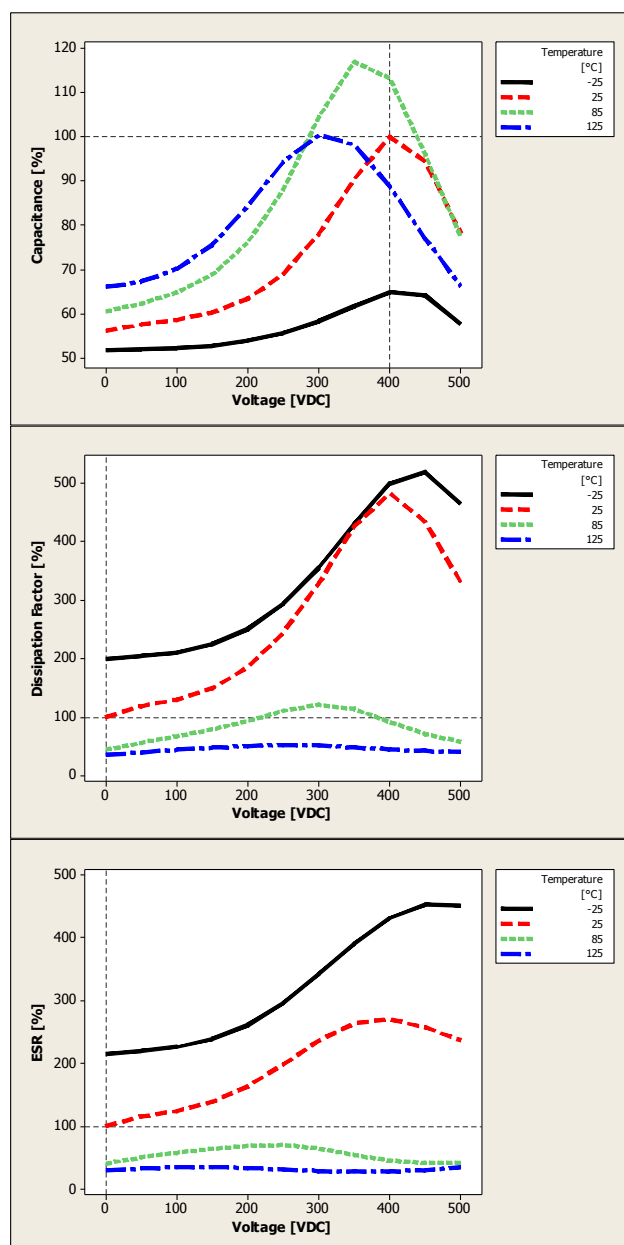 120
110
100
90
80
70
60
50
Capacitance [%]
0 100 200 300 400 500
Voltage [VDC]
Temperature
[°C]
-25
25
85
125
500
400
300
200
100
0
Dissipation Factor [%]
0 100 200 300 400 500
Voltage [VDC]
Temperature
[°C]
-25
25
85
125
500
400
300
200
100
0
ESR [%]
0 100 200 300 400 500
Voltage [VDC]
Temperature
[°C]
-25
25
85
125